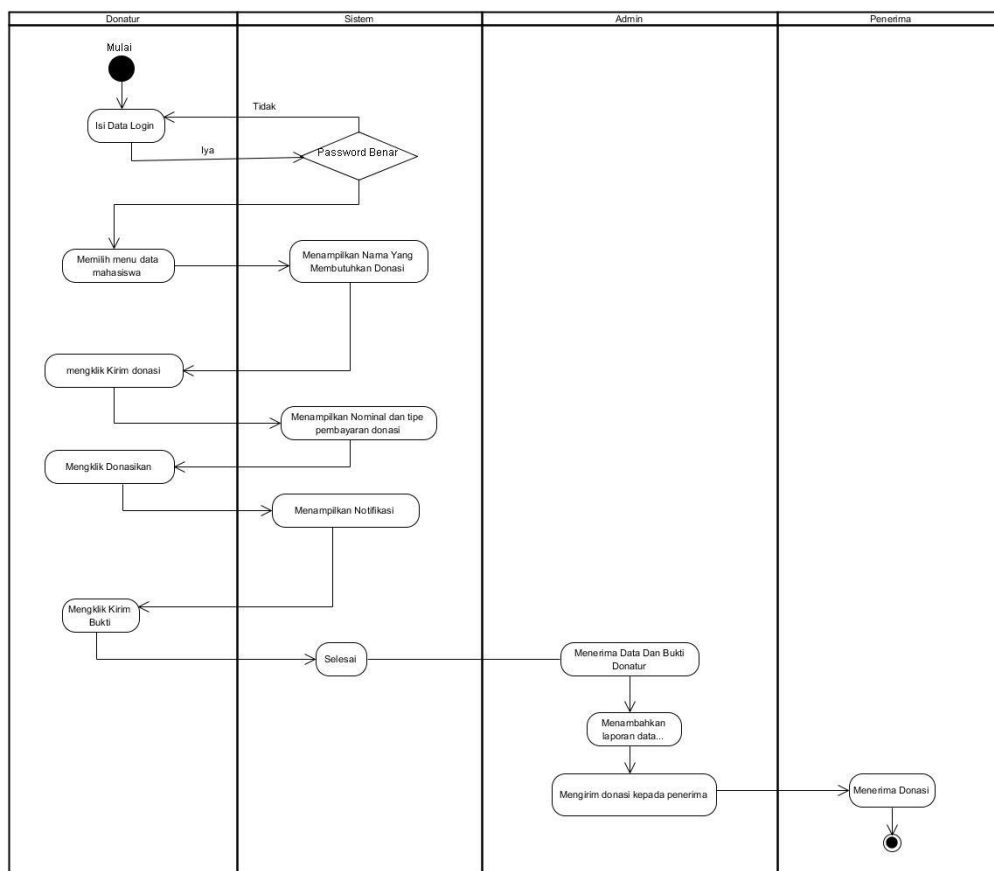 Donatur
Sistem
Admin
Penerima
Mulai
Isi Data Login
Tidak
Iya
Password Benar
Memilih menu data
mahasiswa
Menampilkan Nama Yang
Membutuhkan Donasi
mengklik Kirim donasi
Menampilkan Nominal dan tipe
pembayaran donasi
Mengklik Donasikan
Menampilkan Notifikasi
Mengklik Kirim
Bukti
Selesai
Menerima Data Dan Bukti
Donatur
Menambahkan
laporan data...
Mengirim donasi kepada penerima
Menerima Donasi